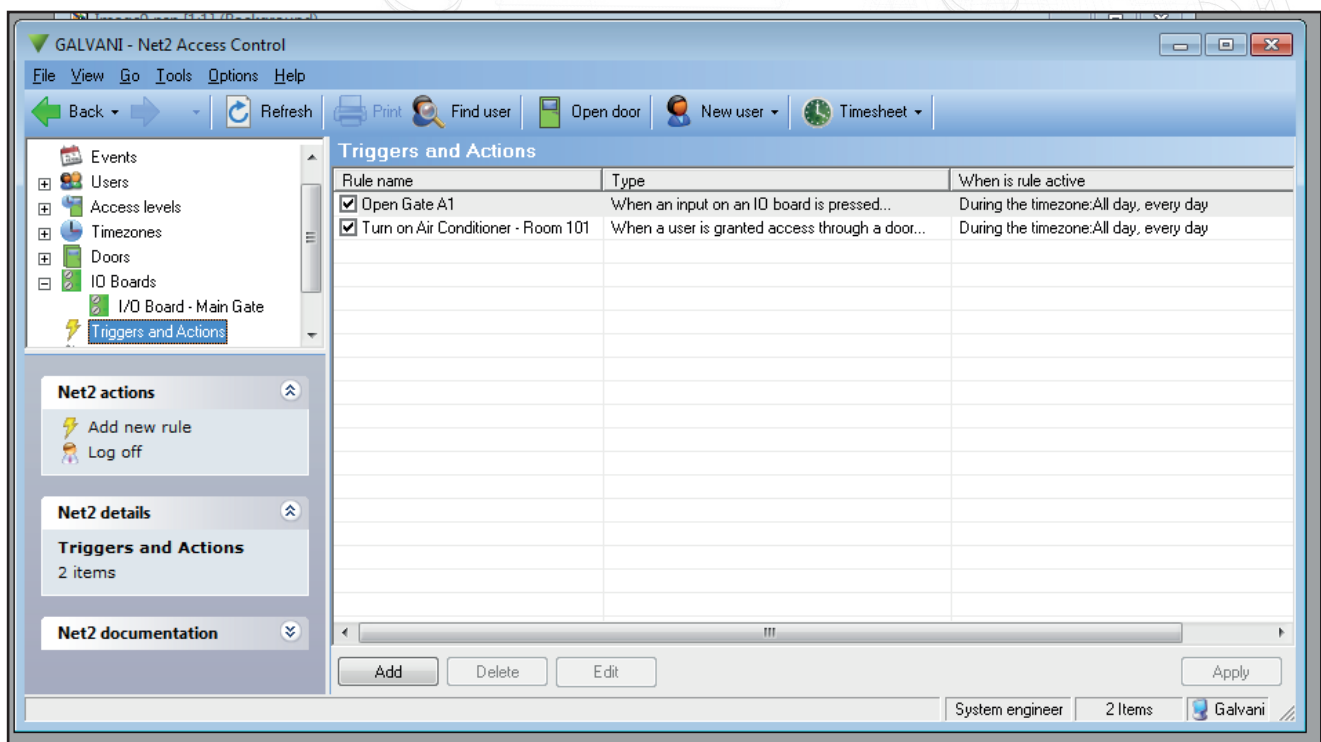 GALVANI - Net2 Access Control
File View Go Tools Options Help
Back Refresh Print Find user Open door New user Timesheet
Events
Users
Access levels
Timezones
Doors
IO Boards
I/O Board - Main Gate
Triggers and Actions
Net2 actions
Add new rule
Log off
Net2 details
Triggers and Actions
2 items
Net2 documentation
Triggers and Actions
Rule name Type When is rule active
Open Gate A1 When an input on an IO board is pressed... During the timezone:All day, every day
Turn on Air Conditioner - Room 101 When a user is granted access through a door... During the timezone:All day, every day
Add Delete Edit Apply
System engineer 2 Items Galvani